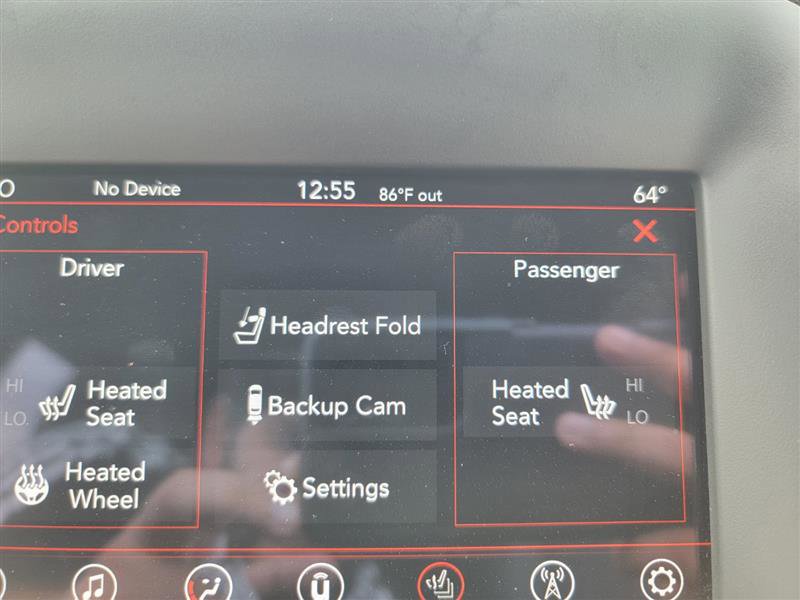 O No Device 12:55 86°F out 64°
Controls
Driver
Passenger
Headrest Fold
HI
LO
Heated
Seat
Backup Cam
Heated
Seat
HI
LO
Heated
Wheel
Settings